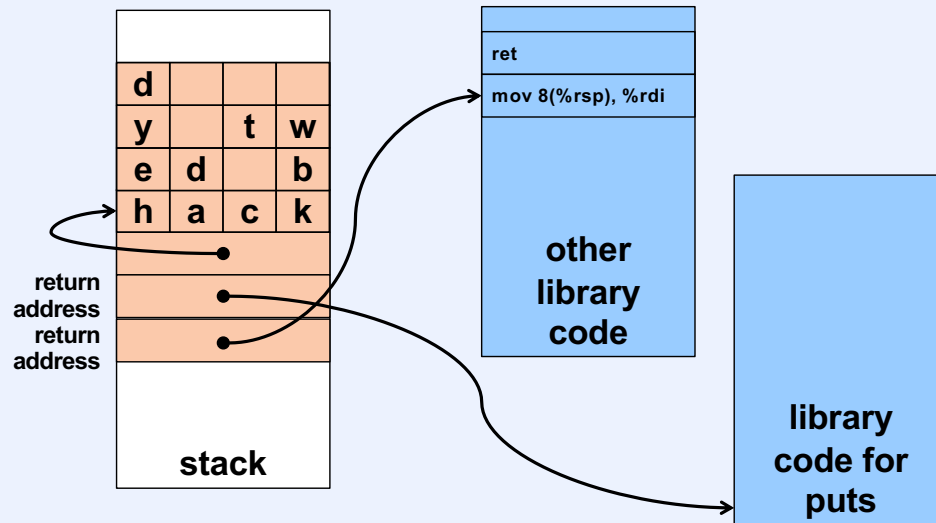 d
y t w
e d b
h a c k
return
address
return
address
stack
ret
mov 8(%rsp), %rdi
other
library
code
library
code for
puts